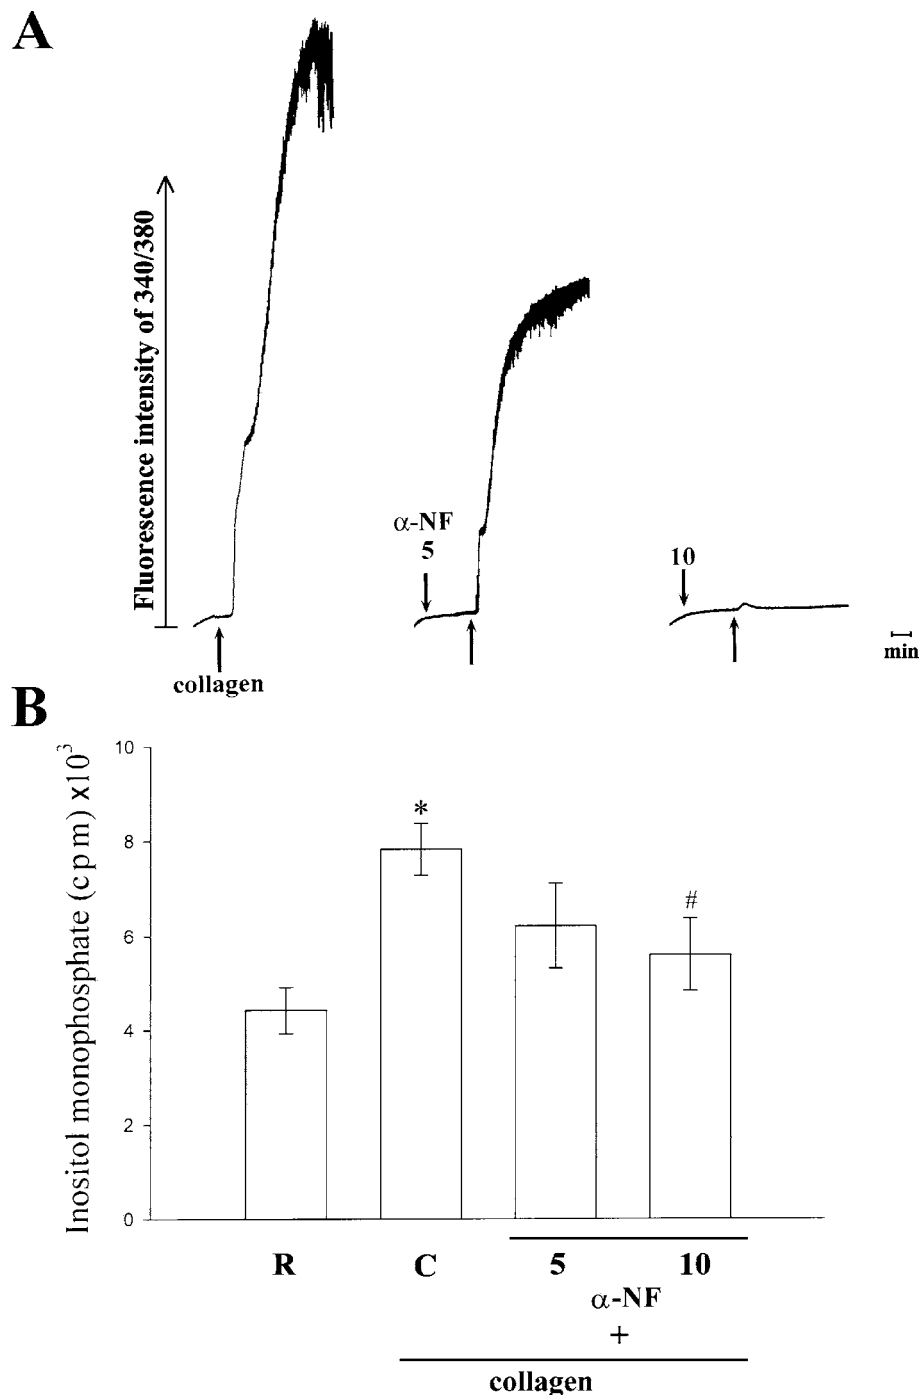 A
Fluorescence intensity of 340/380
α-NF
5
10
collagen
min
B
Inositol monophosphate (cpm) x10³
10
8
6
4
2
0
*
#
R
C
5
10
α-NF
+
collagen